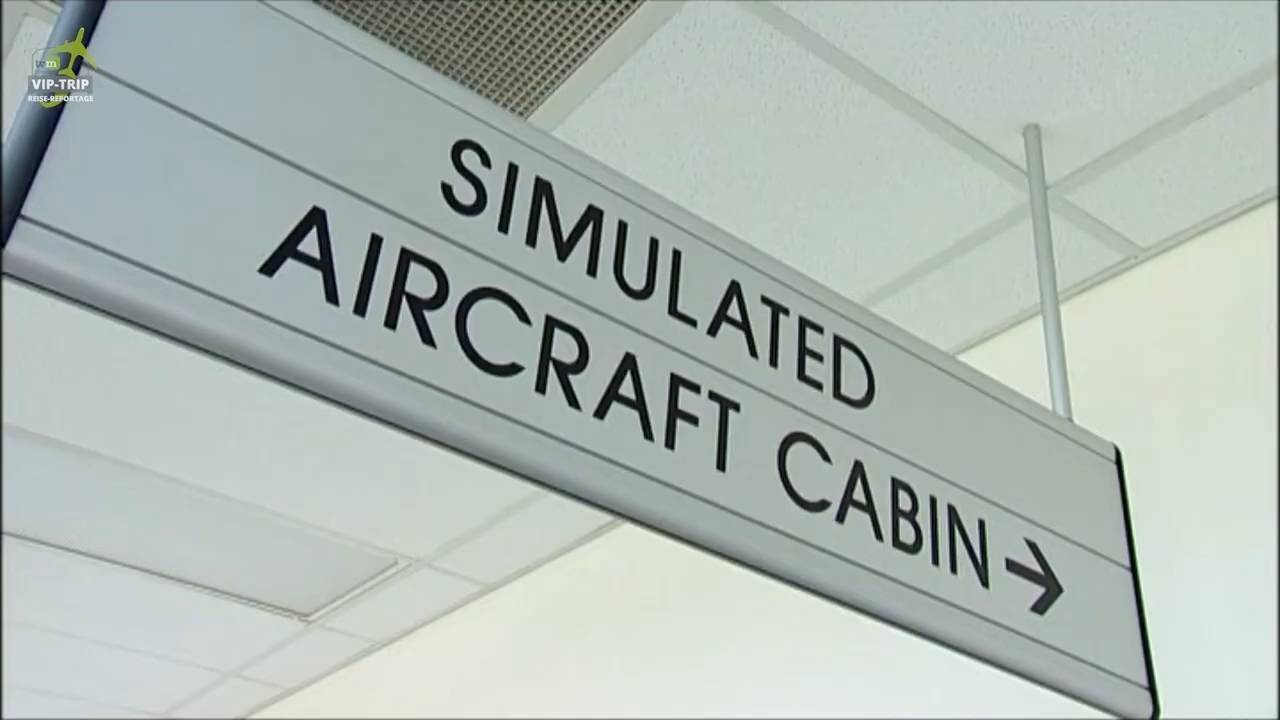 VIP-TRIP
REISE-REPORTAGE
SIMULATED
AIRCRAFT CABIN →